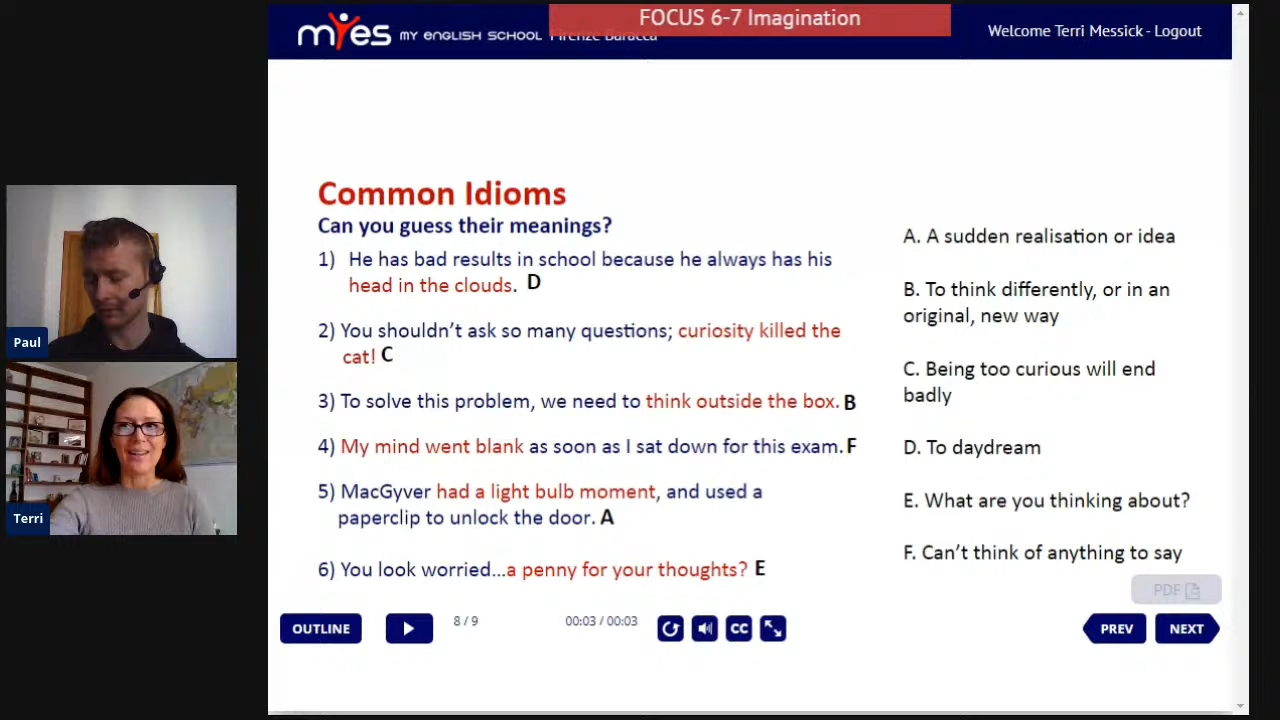 FOCUS 6-7 Imagination
myes MY ENGLISH SCHOOL Firenze Baracca
Welcome Terri Messick - Logout
Common Idioms
Can you guess their meanings?
1) He has bad results in school because he always has his
head in the clouds. D
2) You shouldn't ask so many questions; curiosity killed the
cat! C
3) To solve this problem, we need to think outside the box. B
4) My mind went blank as soon as I sat down for this exam. F
5) MacGyver had a light bulb moment, and used a
paperclip to unlock the door. A
6) You look worried...a penny for your thoughts? E
A. A sudden realisation or idea
B. To think differently, or in an
original, new way
C. Being too curious will end
badly
D. To daydream
E. What are you thinking about?
F. Can't think of anything to say
Paul
Terri
PDF
OUTLINE
8 / 9
00:03 / 00:03
CC
PREV
NEXT